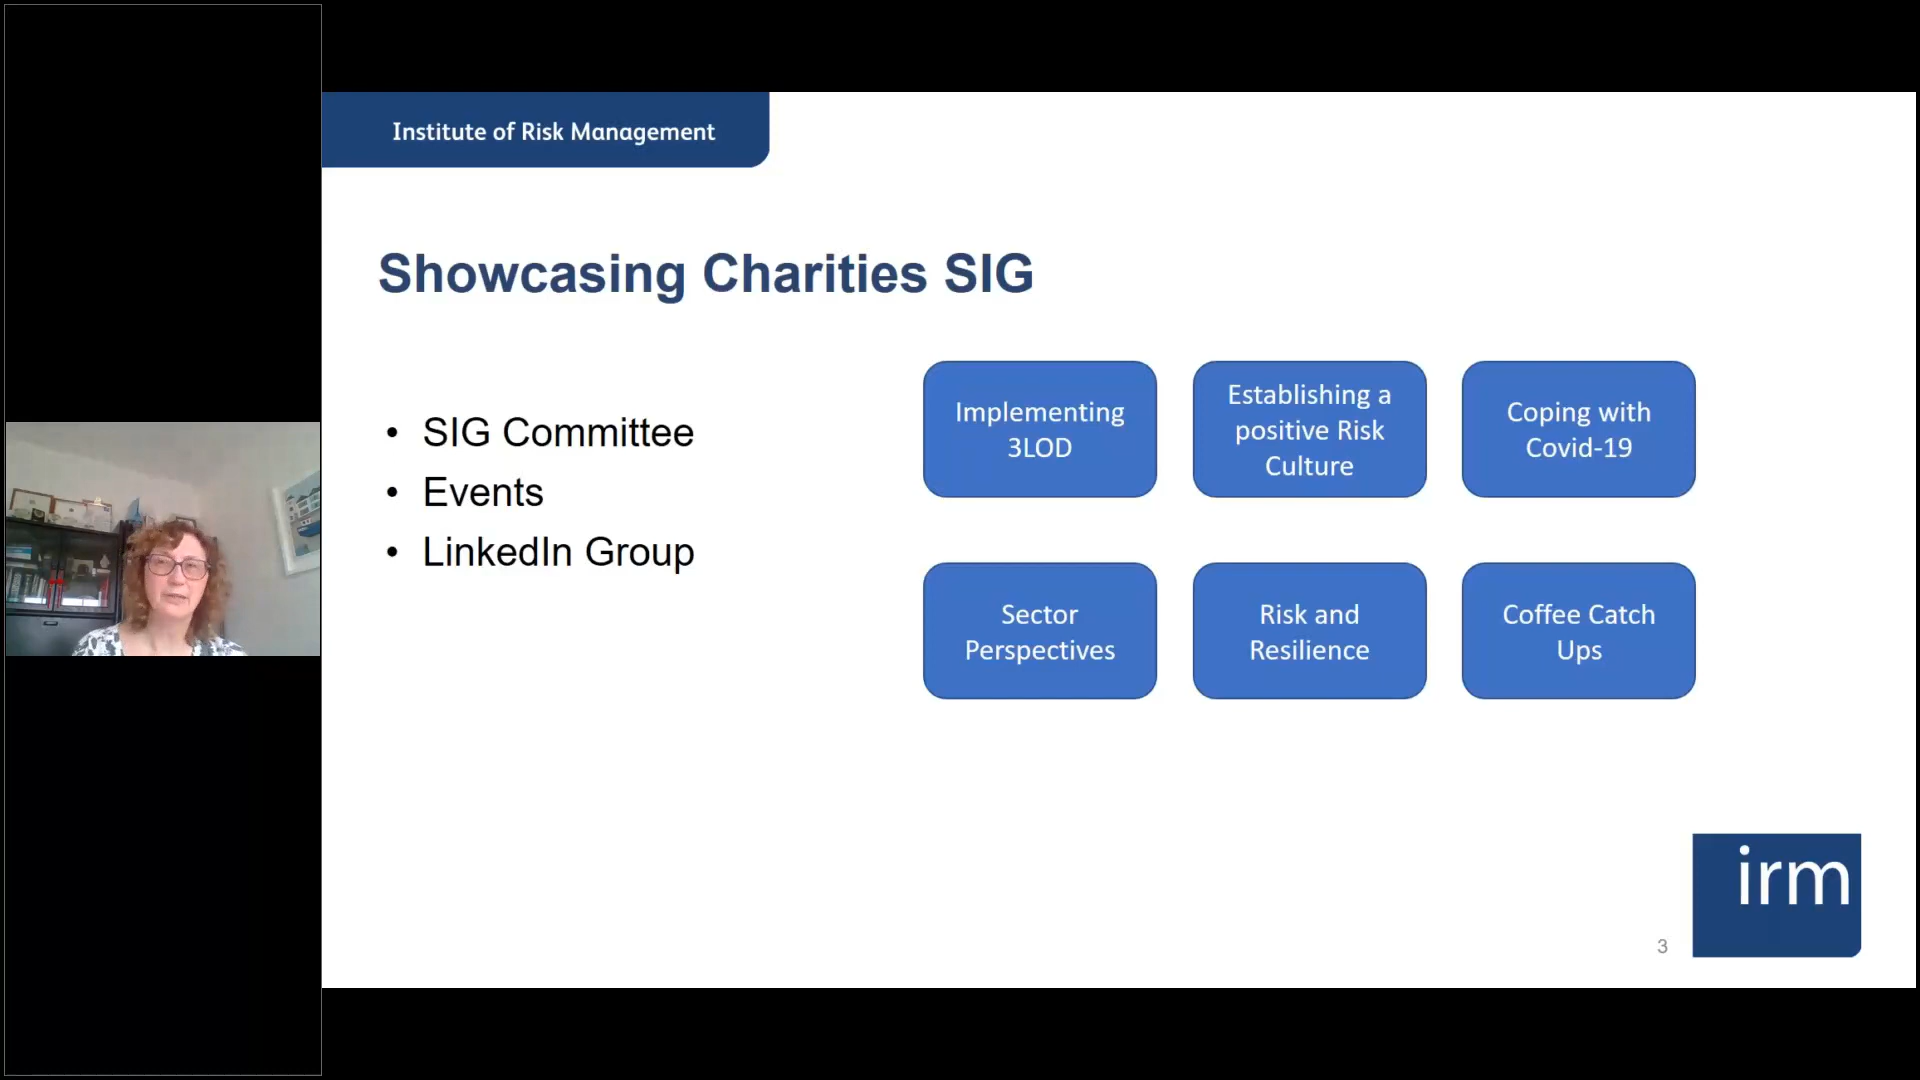 Institute of Risk Management
Showcasing Charities SIG
• SIG Committee
• Events
• LinkedIn Group
Implementing
3LOD
Establishing a
positive Risk
Culture
Coping with
Covid-19
Sector
Perspectives
Risk and
Resilience
Coffee Catch
Ups
irm
3